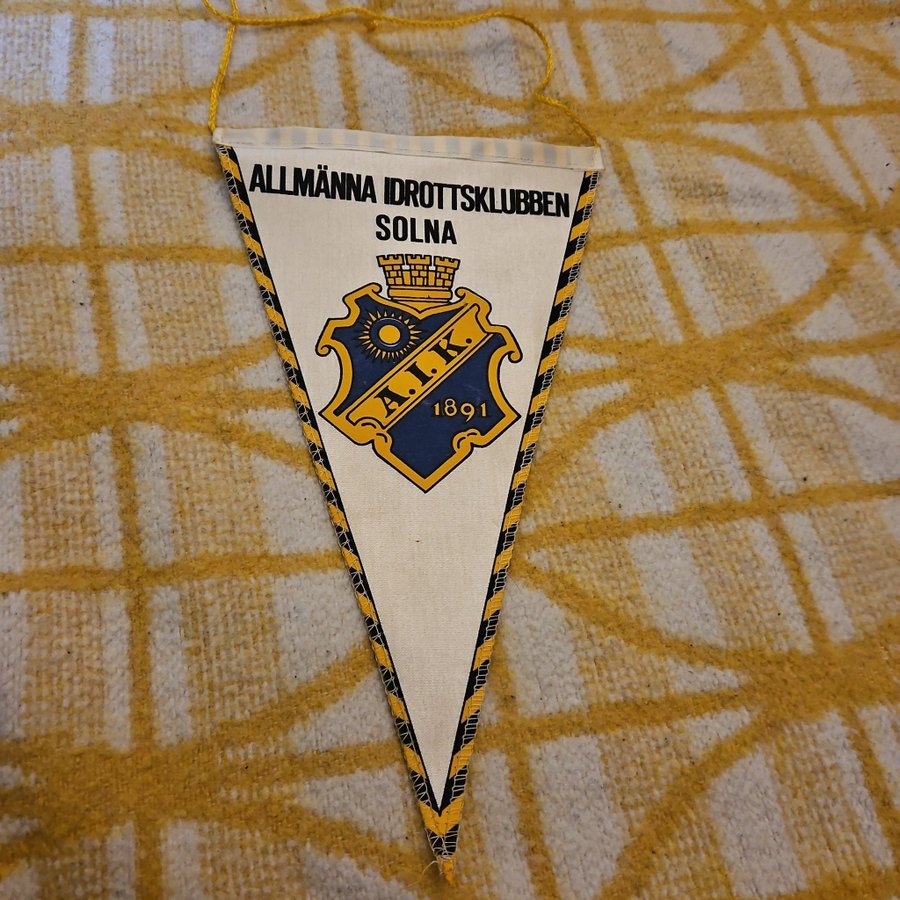 ALLMÄNNA IDROTTSKLUBBEN
SOLNA
A.I.K.
1891